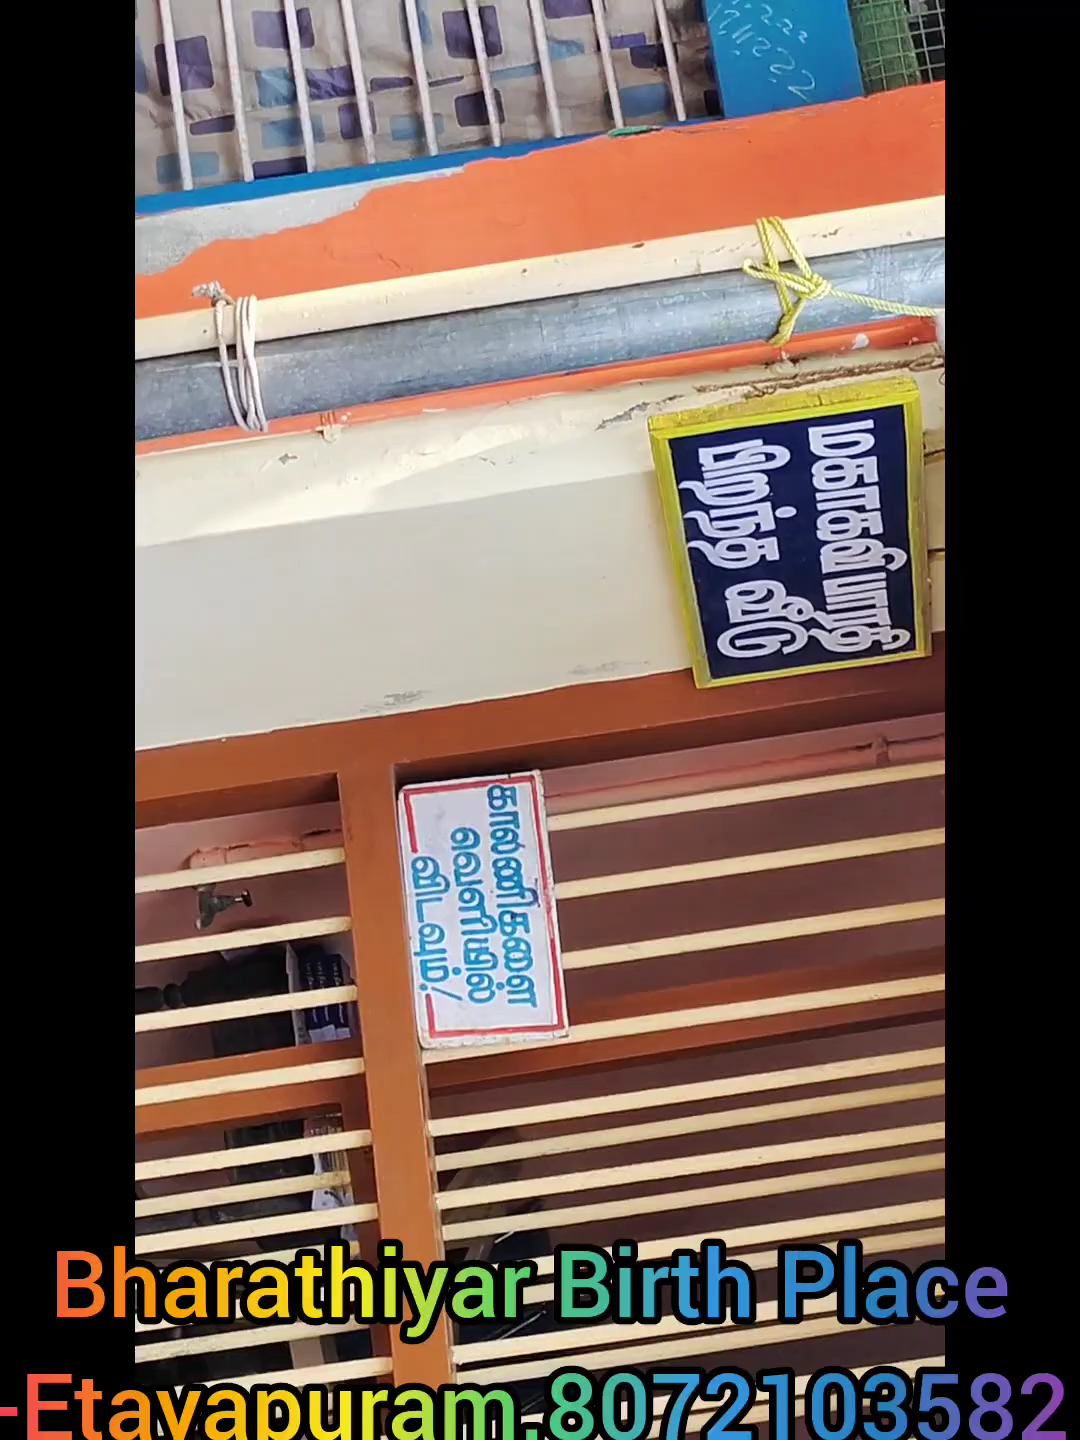 மகாகவி பாரதி
பிறந்த வீடு
காலணிகளை
வெளியில்
விடவும்!
Bharathiyar Birth Place
-Etayapuram,8072103582